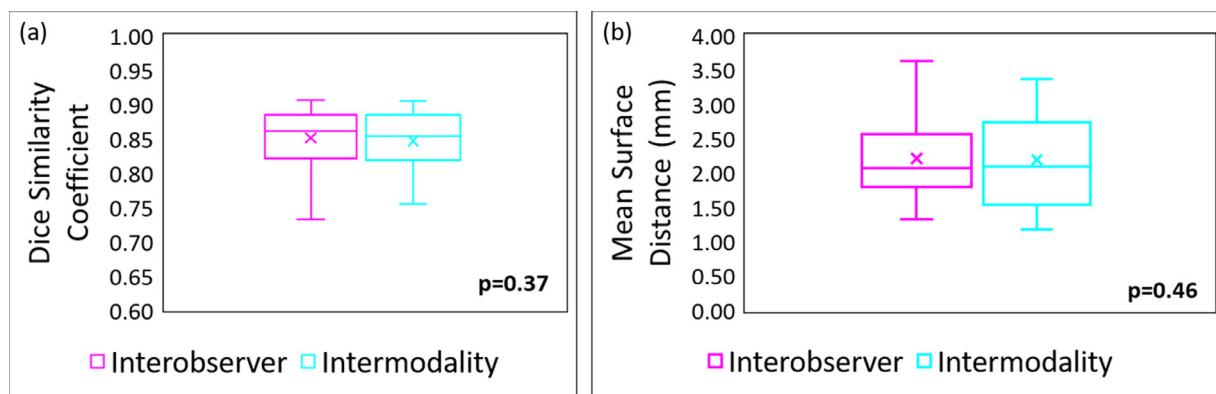 (a)
Dice Similarity
Coefficient
1.00
0.95
0.90
0.85
0.80
0.75
0.70
0.65
0.60
p=0.37
Interobserver Intermodality
(b)
Mean Surface
Distance (mm)
4.00
3.50
3.00
2.50
2.00
1.50
1.00
0.50
0.00
p=0.46
Interobserver Intermodality